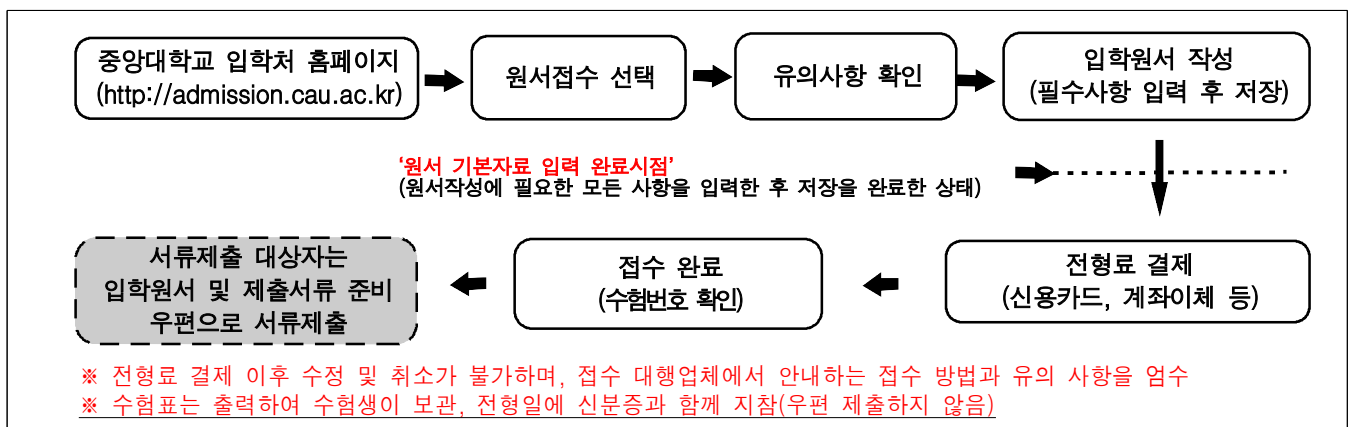 중앙대학교 입학처 홈페이지
(http://admission.cau.ac.kr)
원서접수 선택
유의사항 확인
입학원서 작성
(필수사항 입력 후 저장)
‘원서 기본자료 입력 완료시점’
(원서작성에 필요한 모든 사항을 입력한 후 저장을 완료한 상태)
전형료 결제
(신용카드, 계좌이체 등)
접수 완료
(수험번호 확인)
서류제출 대상자는
입학원서 및 제출서류 준비
우편으로 서류제출
※ 전형료 결제 이후 수정 및 취소가 불가하며, 접수 대행업체에서 안내하는 접수 방법과 유의 사항을 엄수
※ 수험표는 출력하여 수험생이 보관, 전형일에 신분증과 함께 지참(우편 제출하지 않음)